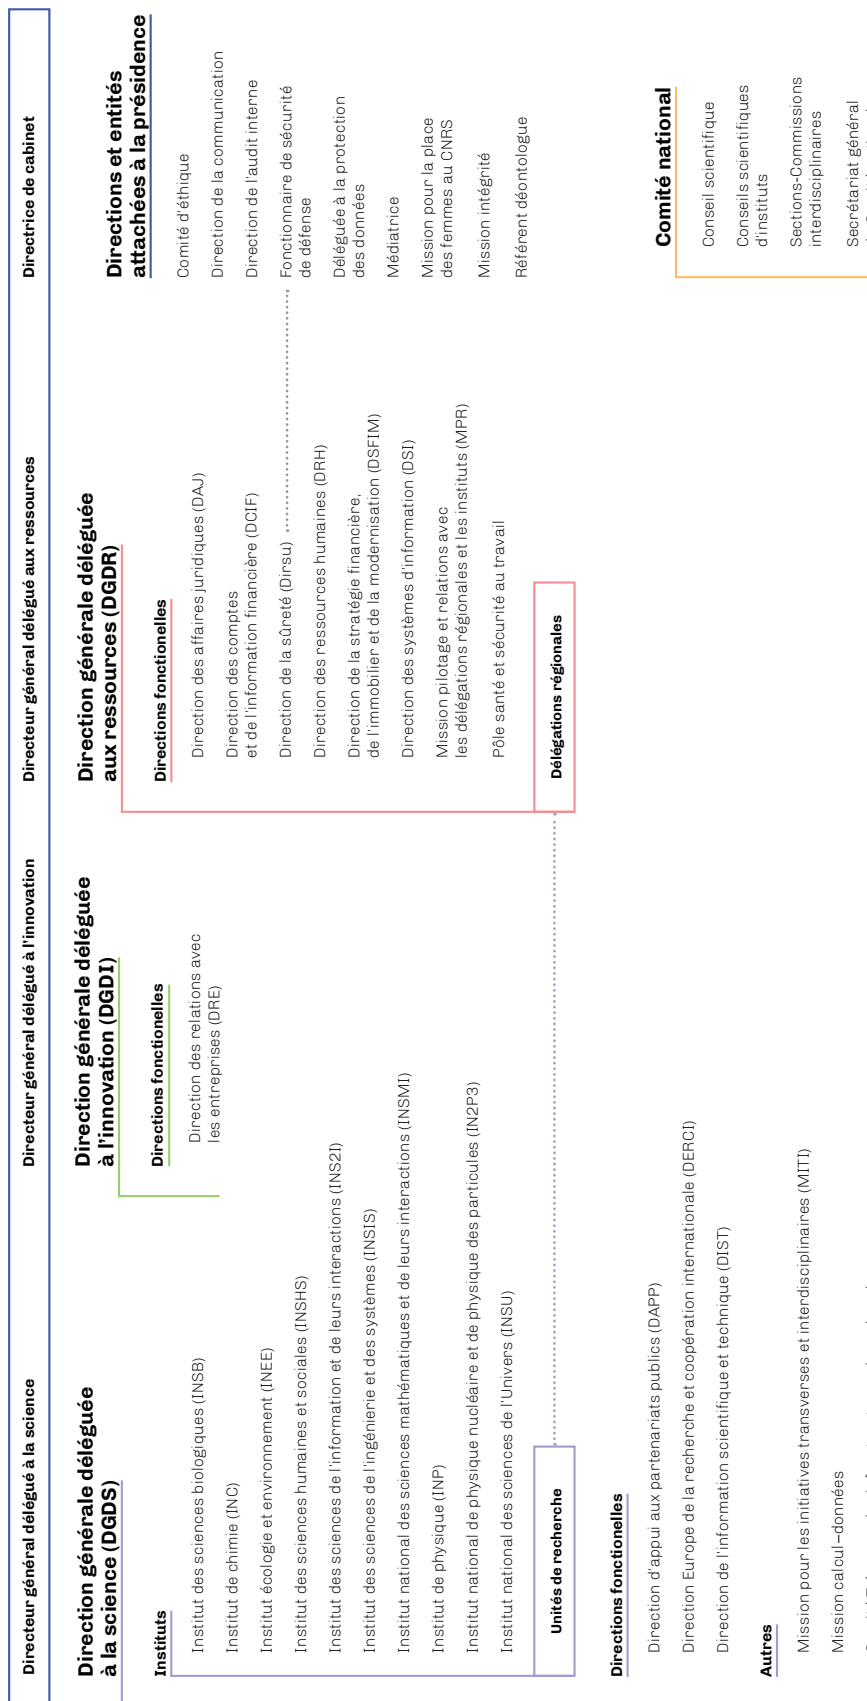 Directeur général délégué à la science
Directeur général délégué à l'innovation
Directeur général délégué aux ressources
Directrice de cabinet
Direction générale déléguée
à la science (DGDS)
Instituts
Institut des sciences biologiques (INSB)
Institut de chimie (INC)
Institut écologie et environnement (INEE)
Institut des sciences humaines et sociales (INSHS)
Institut des sciences de l'information et de leurs interactions (INS2I)
Institut des sciences de l'ingénierie et des systèmes (INSIS)
Institut national des sciences mathématiques et de leurs interactions (INSMI)
Institut de physique (INP)
Institut national de physique nucléaire et de physique des particules (IN2P3)
Institut national des sciences de l'Univers (INSU)
Unités de recherche
Directions fonctionelles
Direction d'appui aux partenariats publics (DAPP)
Direction Europe de la recherche et coopération internationale (DERCI)
Direction de l'information scientifique et technique (DIST)
Autres
Mission pour les initiatives transverses et interdisciplinaires (MITI)
Mission calcul–données
Direction générale déléguée
à l'innovation (DGDI)
Directions fonctionelles
Direction des relations avec
les entreprises (DRE)
Direction générale déléguée
aux ressources (DGDR)
Directions fonctionelles
Direction des affaires juridiques (DAJ)
Direction des comptes
et de l'information financière (DCIF)
Direction de la sûreté (Dirsu)
Direction des ressources humaines (DRH)
Direction de la stratégie financière,
de l'immobilier et de la modernisation (DSFIM)
Direction des systèmes d'information (DSI)
Mission pilotage et relations avec
les délégations régionales et les instituts (MPR)
Pôle santé et sécurité au travail
Délégations régionales
Directions et entités
attachées à la présidence
Comité d'éthique
Direction de la communication
Direction de l'audit interne
Fonctionnaire de sécurité
de défense
Déléguée à la protection
des données
Médiatrice
Mission pour la place
des femmes au CNRS
Mission intégrité
Référent déontologue
Comité national
Conseil scientifique
Conseils scientifiques
d'instituts
Sections-Commissions
interdisciplinaires
Secrétariat général